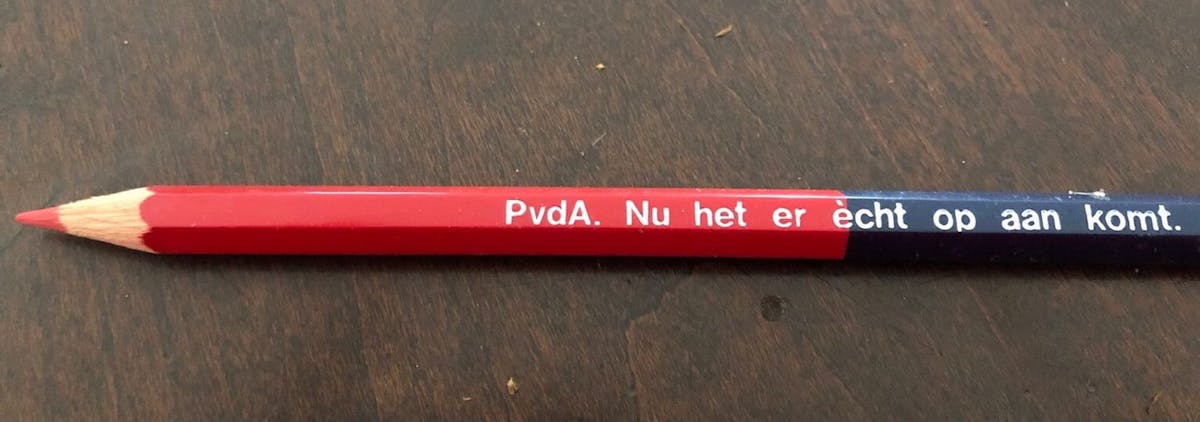 PvdA. Nu het er ècht op aan komt.